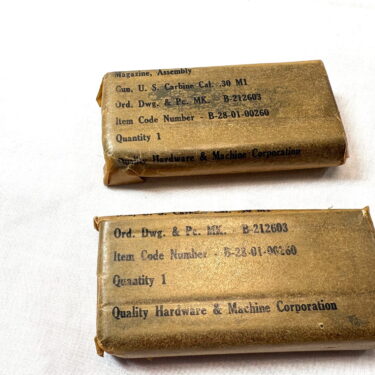 Magazine, Assembly
Gun, U. S. Carbine Cal. .30 M1
Ord. Dwg. & Pc. MK. B-212603
Item Code Number - B-28-01-00260
Quantity 1
Quality Hardware & Machine Corporation
Ord. Dwg. & Pc. MK. B-212603
Item Code Number - B-28-01-00260
Quantity 1
Quality Hardware & Machine Corporation